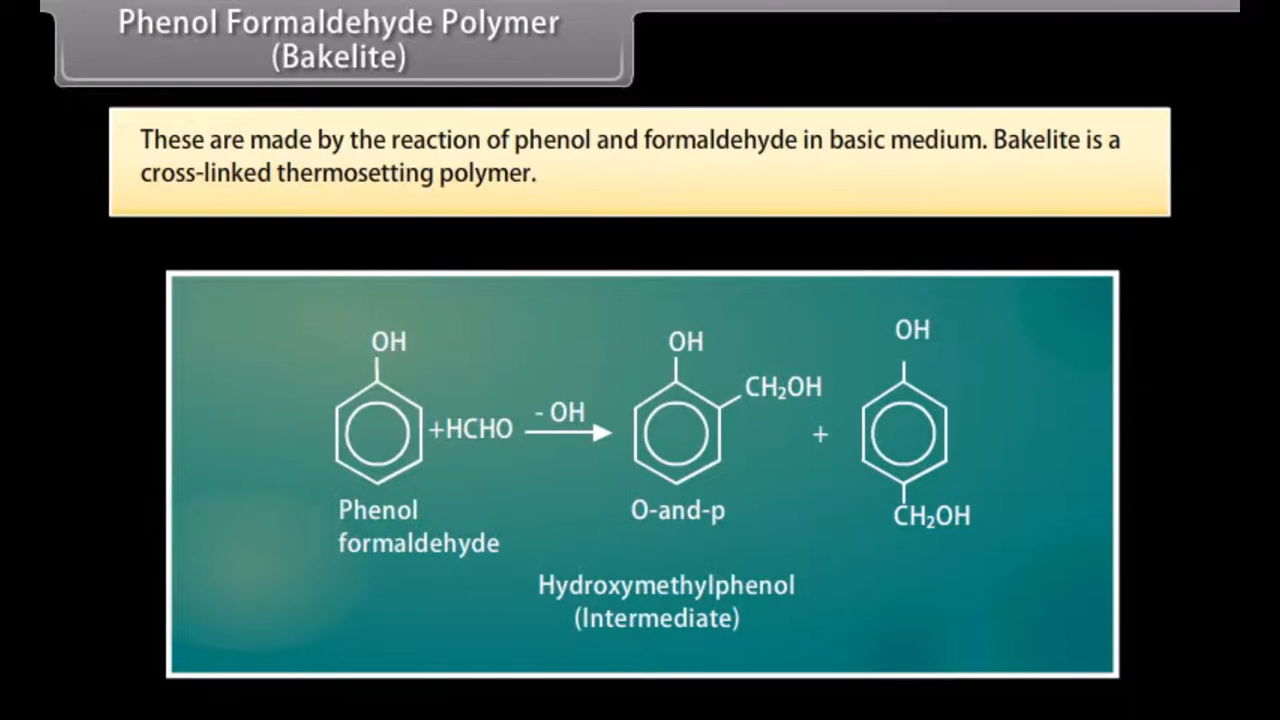 Phenol Formaldehyde Polymer
(Bakelite)
These are made by the reaction of phenol and formaldehyde in basic medium. Bakelite is a
cross-linked thermosetting polymer.
OH
+HCHO
- OH
OH
CH₂OH
+
OH
CH₂OH
Phenol
formaldehyde
O-and-p
Hydroxymethylphenol
(Intermediate)